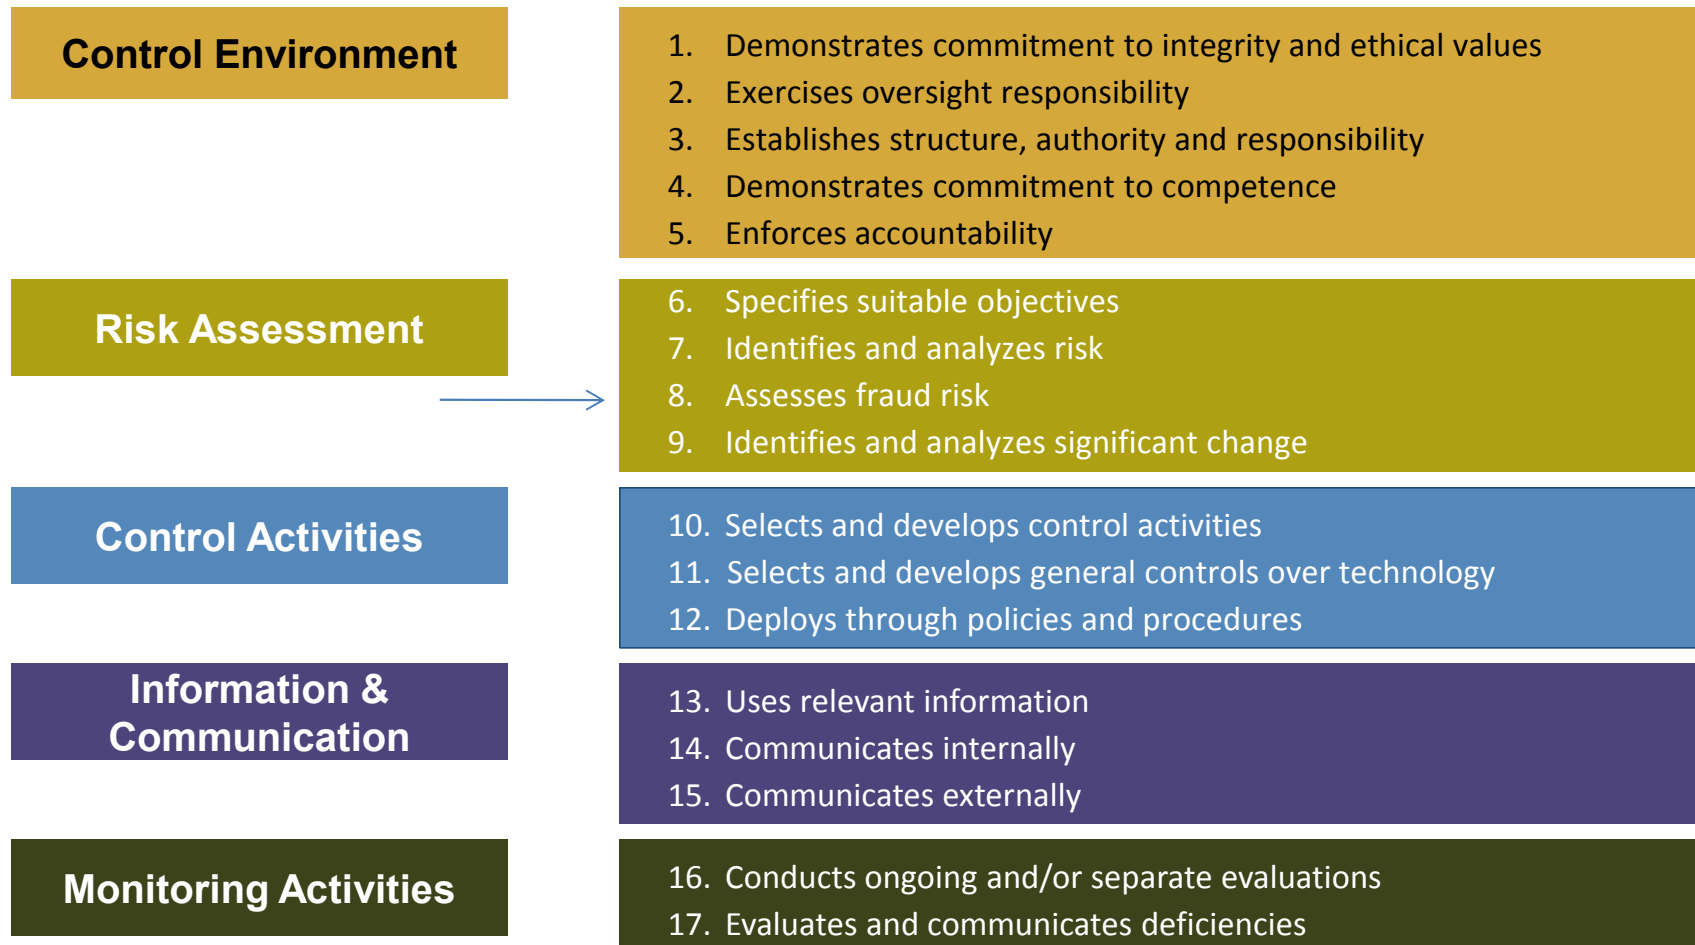 Control Environment
1. Demonstrates commitment to integrity and ethical values
2. Exercises oversight responsibility
3. Establishes structure, authority and responsibility
4. Demonstrates commitment to competence
5. Enforces accountability
Risk Assessment
6. Specifies suitable objectives
7. Identifies and analyzes risk
8. Assesses fraud risk
9. Identifies and analyzes significant change
Control Activities
10. Selects and develops control activities
11. Selects and develops general controls over technology
12. Deploys through policies and procedures
Information &
Communication
13. Uses relevant information
14. Communicates internally
15. Communicates externally
Monitoring Activities
16. Conducts ongoing and/or separate evaluations
17. Evaluates and communicates deficiencies